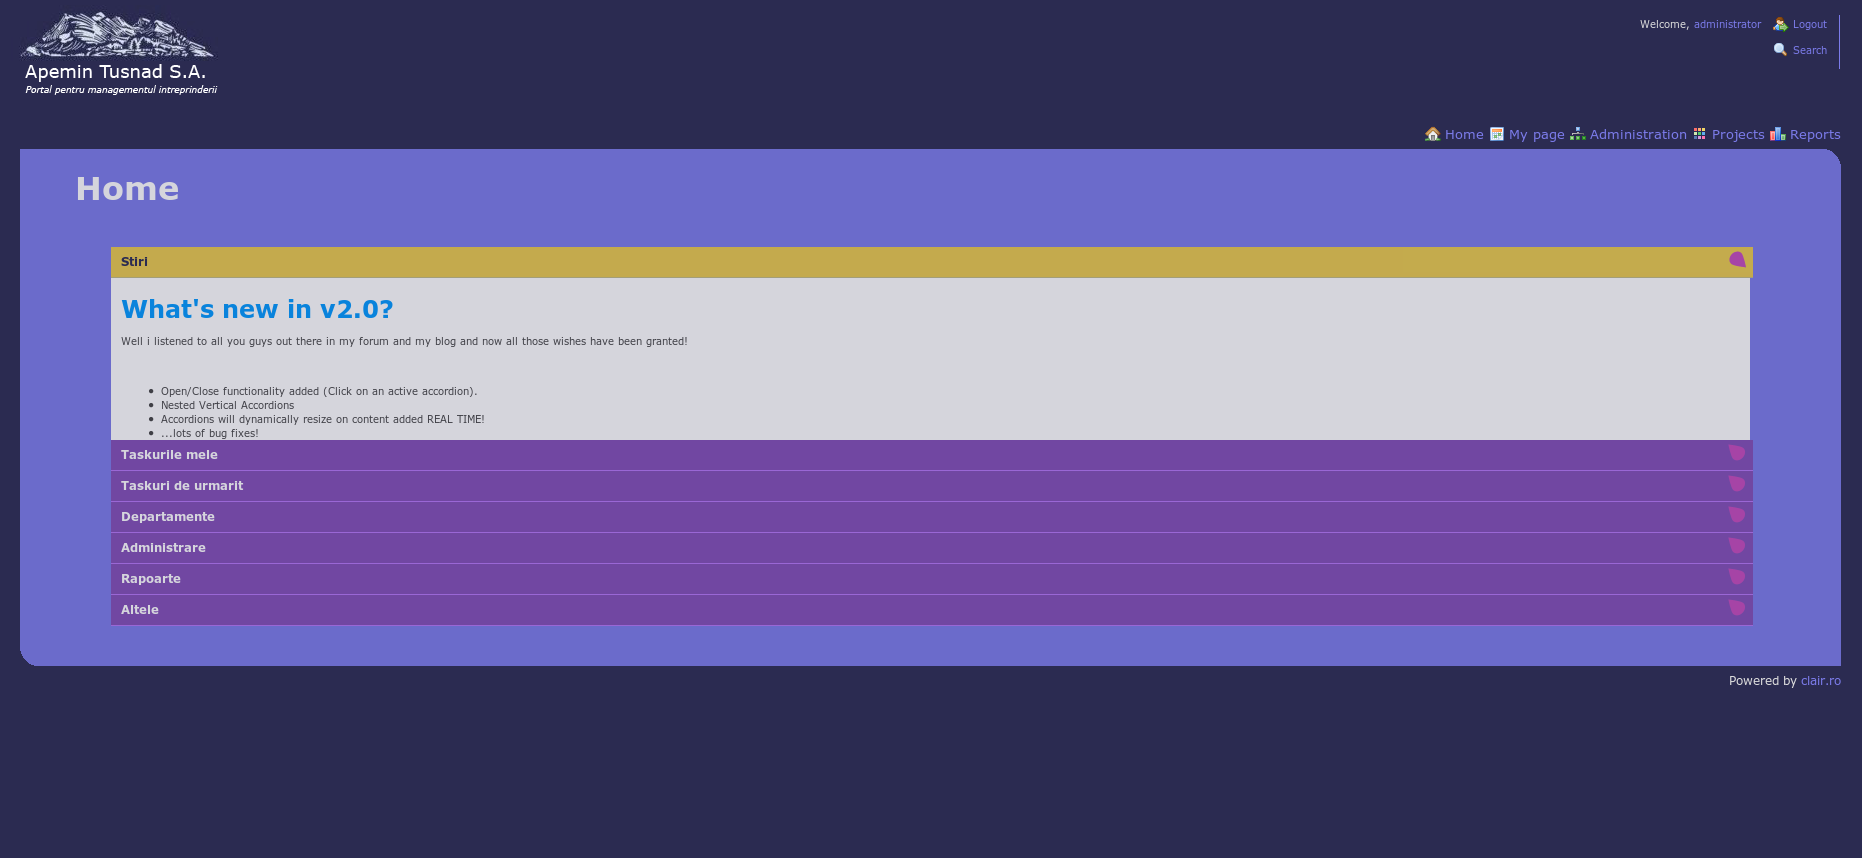 Welcome, administrator Logout
Search
Apemin Tusnad S.A.
Portal pentru managementul intreprinderii
Home My page Administration Projects Reports
Home
Stiri
What's new in v2.0?
Well i listened to all you guys out there in my forum and my blog and now all those wishes have been granted!
Open/Close functionality added (Click on an active accordion).
Nested Vertical Accordions
Accordions will dynamically resize on content added REAL TIME!
...lots of bug fixes!
Taskurile mele
Taskuri de urmarit
Departamente
Administrare
Rapoarte
Altele
Powered by clair.ro